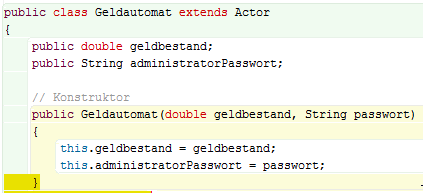 public class Geldautomat extends Actor
{
public double geldbestand;
public String administratorPasswort;
// Konstruktor
public Geldautomat(double geldbestand, String passwort)
{
this.geldbestand = geldbestand;
this.administratorPasswort = passwort;
}